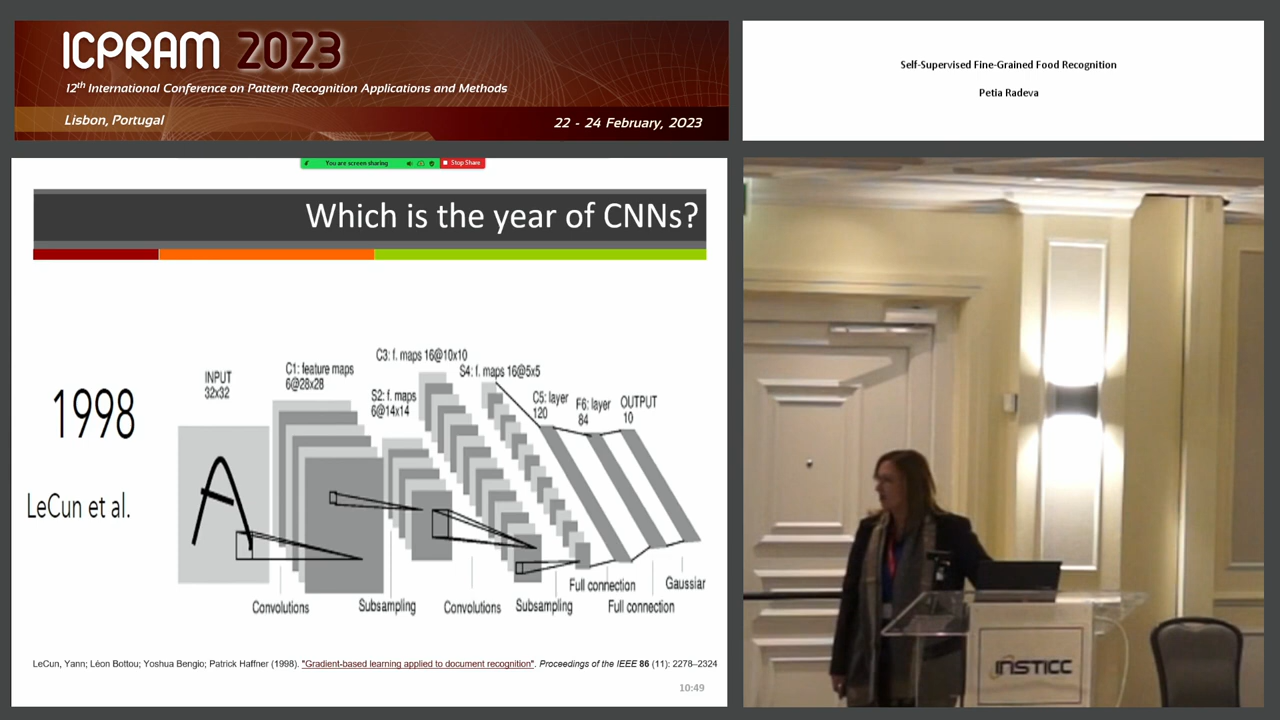 ICPRAM 2023
12th International Conference on Pattern Recognition Applications and Methods
Lisbon, Portugal
22 - 24 February, 2023
Self-Supervised Fine-Grained Food Recognition
Petia Radeva
You are screen sharing
Stop Share
Which is the year of CNNs?
1998
LeCun et al.
INPUT
32x32
C1: feature maps
6@28x28
S2: f. maps
6@14x14
C3: f. maps 16@10x10
S4: f. maps 16@5x5
C5: layer
120
F6: layer
84
OUTPUT
10
A
Convolutions
Subsampling
Convolutions
Subsampling
Full connection
Full connection
Gaussiar
LeCun, Yann; Léon Bottou; Yoshua Bengio; Patrick Haffner (1998). "Gradient-based learning applied to document recognition". Proceedings of the IEEE 86 (11): 2278–2324
10:49
INSTICC